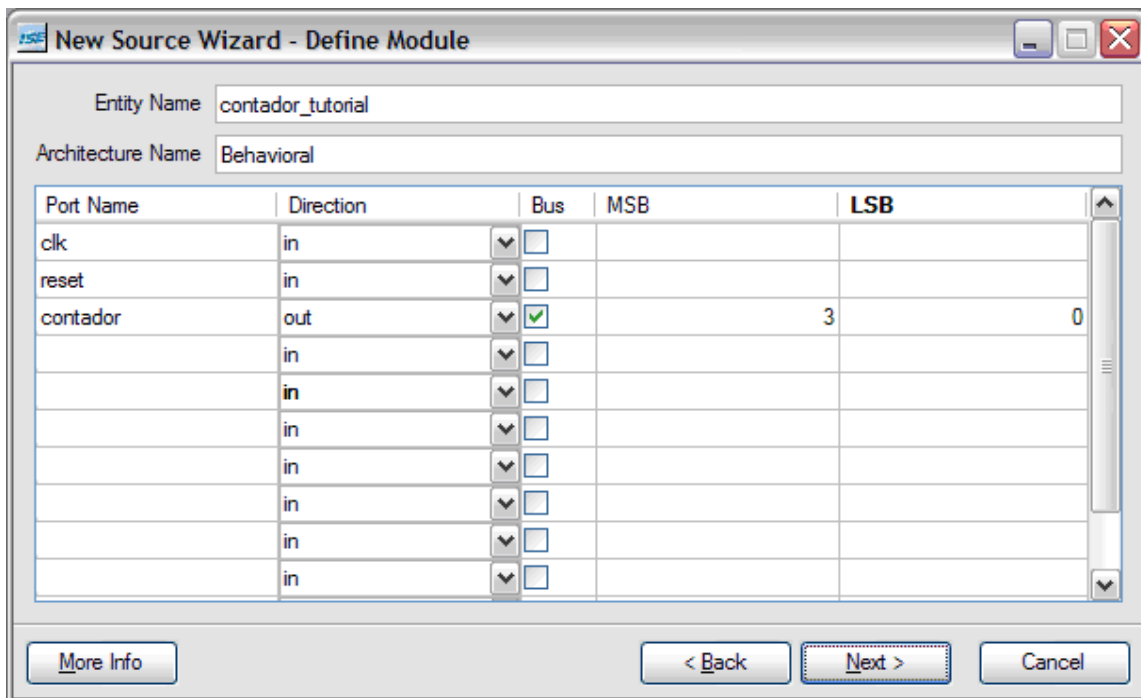 ISE New Source Wizard - Define Module
Entity Name contador_tutorial
Architecture Name Behavioral
Port Name Direction Bus MSB LSB
clk in
reset in
contador out 3 0
in
in
in
in
in
in
in
More Info < Back Next > Cancel